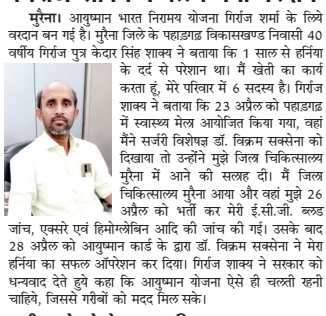 मुरैना। आयुष्मान भारत निरामय योजना गिर्राज शर्मा के लिये
वरदान बन गई है। मुरैना जिले के पहाड़गढ़ विकासखण्ड निवासी 40
वर्षीय गिर्राज पुत्र केदार सिंह शाक्य ने बताया कि 1 साल से हर्निया
के दर्द से परेशान था। मैं खेती का कार्य
करता हूं, मेरे परिवार में 6 सदस्य है। गिर्राज
शाक्य ने बताया कि 23 अप्रैल को पहाड़गढ़
में स्वास्थ्य मेला आयोजित किया गया, वहां
मैंने सर्जरी विशेषज्ञ डॉ. विक्रम सक्सेना को
दिखाया तो उन्होंने मुझे जिला चिकित्सालय
मुरैना में आने की सलाह दी। मैं जिला
चिकित्सालय मुरैना आया और वहां मुझे 26
अप्रैल को भर्ती कर मेरी ई.सी.जी. ब्लड
जांच, एक्सरे एवं हिमोग्लेबिन आदि की जांच की गई। उसके बाद
28 अप्रैल को आयुष्मान कार्ड के द्वारा डॉ. विक्रम सक्सेना ने मेरा
हर्निया का सफल ऑपरेशन कर दिया। गिर्राज शाक्य ने सरकार को
धन्यवाद देते हुये कहा कि आयुष्मान योजना ऐसे ही चलती रहनी
चाहिये, जिससे गरीबों को मदद मिल सके।